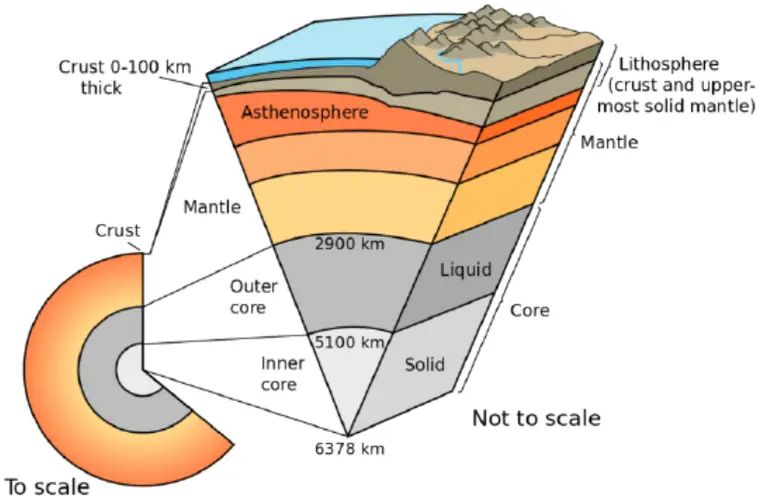 Crust 0-100 km
thick
Lithosphere
(crust and upper-
most solid mantle)
Asthenosphere
Mantle
Mantle
Crust
2900 km
Liquid
Outer
core
Core
5100 km
Inner
core
Solid
Not to scale
6378 km
To scale